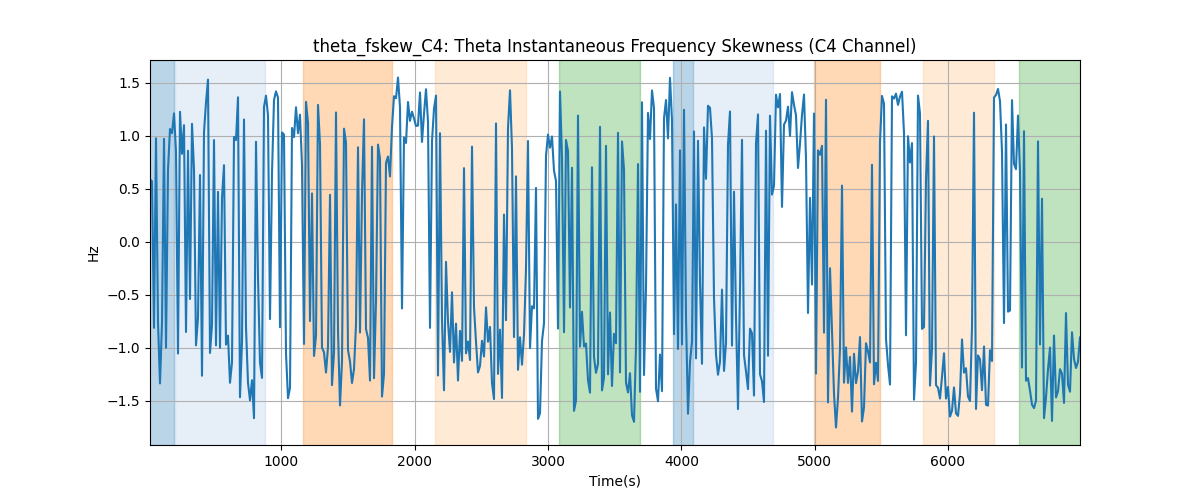 theta_fskew_C4: Theta Instantaneous Frequency Skewness (C4 Channel)
1.5
1.0
0.5
0.0
−0.5
−1.0
−1.5
Hz
1000 2000 3000 4000 5000 6000
Time(s)